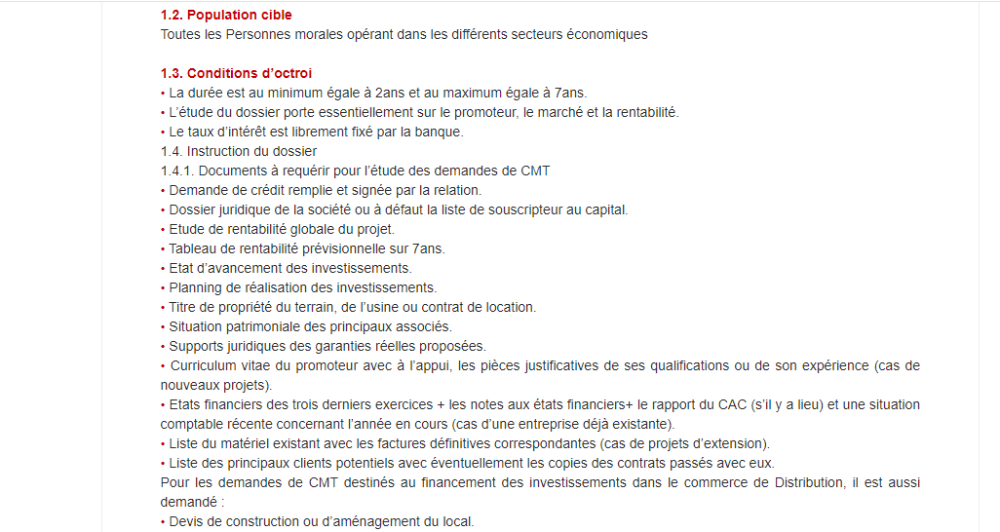 1.2. Population cible
Toutes les Personnes morales opérant dans les différents secteurs économiques
1.3. Conditions d’octroi
• La durée est au minimum égale à 2ans et au maximum égale à 7ans.
• L’étude du dossier porte essentiellement sur le promoteur, le marché et la rentabilité.
• Le taux d’intérêt est librement fixé par la banque.
1.4. Instruction du dossier
1.4.1. Documents à requérir pour l’étude des demandes de CMT
• Demande de crédit remplie et signée par la relation.
• Dossier juridique de la société ou à défaut la liste de souscripteur au capital.
• Etude de rentabilité globale du projet.
• Tableau de rentabilité prévisionnelle sur 7ans.
• Etat d’avancement des investissements.
• Planning de réalisation des investissements.
• Titre de propriété du terrain, de l’usine ou contrat de location.
• Situation patrimoniale des principaux associés.
• Supports juridiques des garanties réelles proposées.
• Curriculum vitae du promoteur avec à l’appui, les pièces justificatives de ses qualifications ou de son expérience (cas de
nouveaux projets).
• Etats financiers des trois derniers exercices + les notes aux états financiers+ le rapport du CAC (s’il y a lieu) et une situation
comptable récente concernant l’année en cours (cas d’une entreprise déjà existante).
• Liste du matériel existant avec les factures définitives correspondantes (cas de projets d’extension).
• Liste des principaux clients potentiels avec éventuellement les copies des contrats passés avec eux.
Pour les demandes de CMT destinés au financement des investissements dans le commerce de Distribution, il est aussi
demandé :
• Devis de construction ou d’aménagement du local.